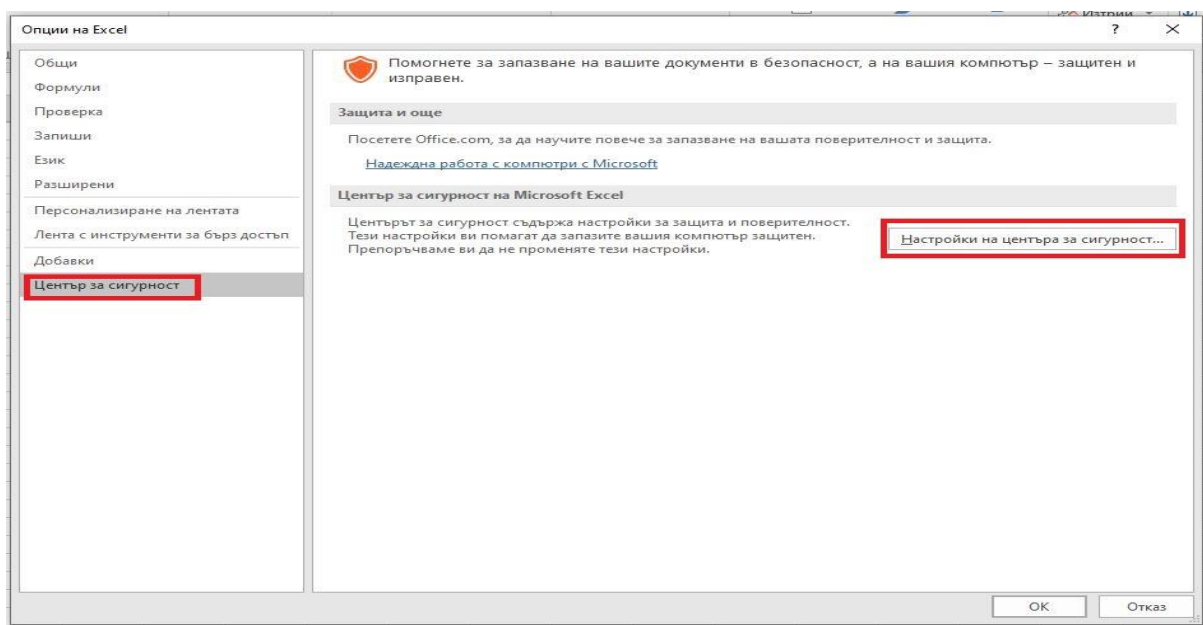 Изтрий
Опции на Excel
?
Общи
Формули
Проверка
Запиши
Език
Разширени
Персонализиране на лентата
Лента с инструменти за бърз достъп
Добавки
Център за сигурност
Помогнете за запазване на вашите документи в безопасност, а на вашия компютър – защитен и
изправен.
Защита и още
Посетете Office.com, за да научите повече за запазване на вашата поверителност и защита.
Надеждна работа с компютри с Microsoft
Център за сигурност на Microsoft Excel
Центърът за сигурност съдържа настройки за защита и поверителност.
Тези настройки ви помагат да запазите вашия компютър защитен.
Препоръчваме ви да не променяте тези настройки.
Настройки на центъра за сигурност...
OK
Отказ